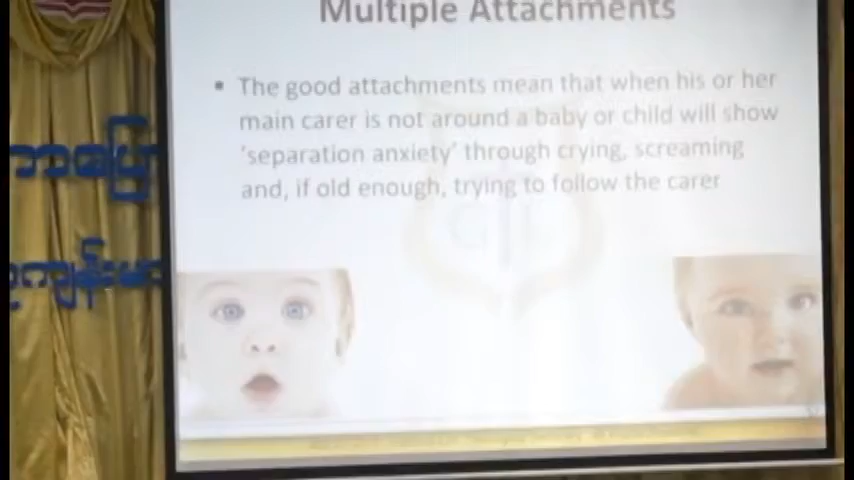 Multiple Attachments
▪ The good attachments mean that when his or her
main carer is not around a baby or child will show
‘separation anxiety’ through crying, screaming
and, if old enough, trying to follow the carer